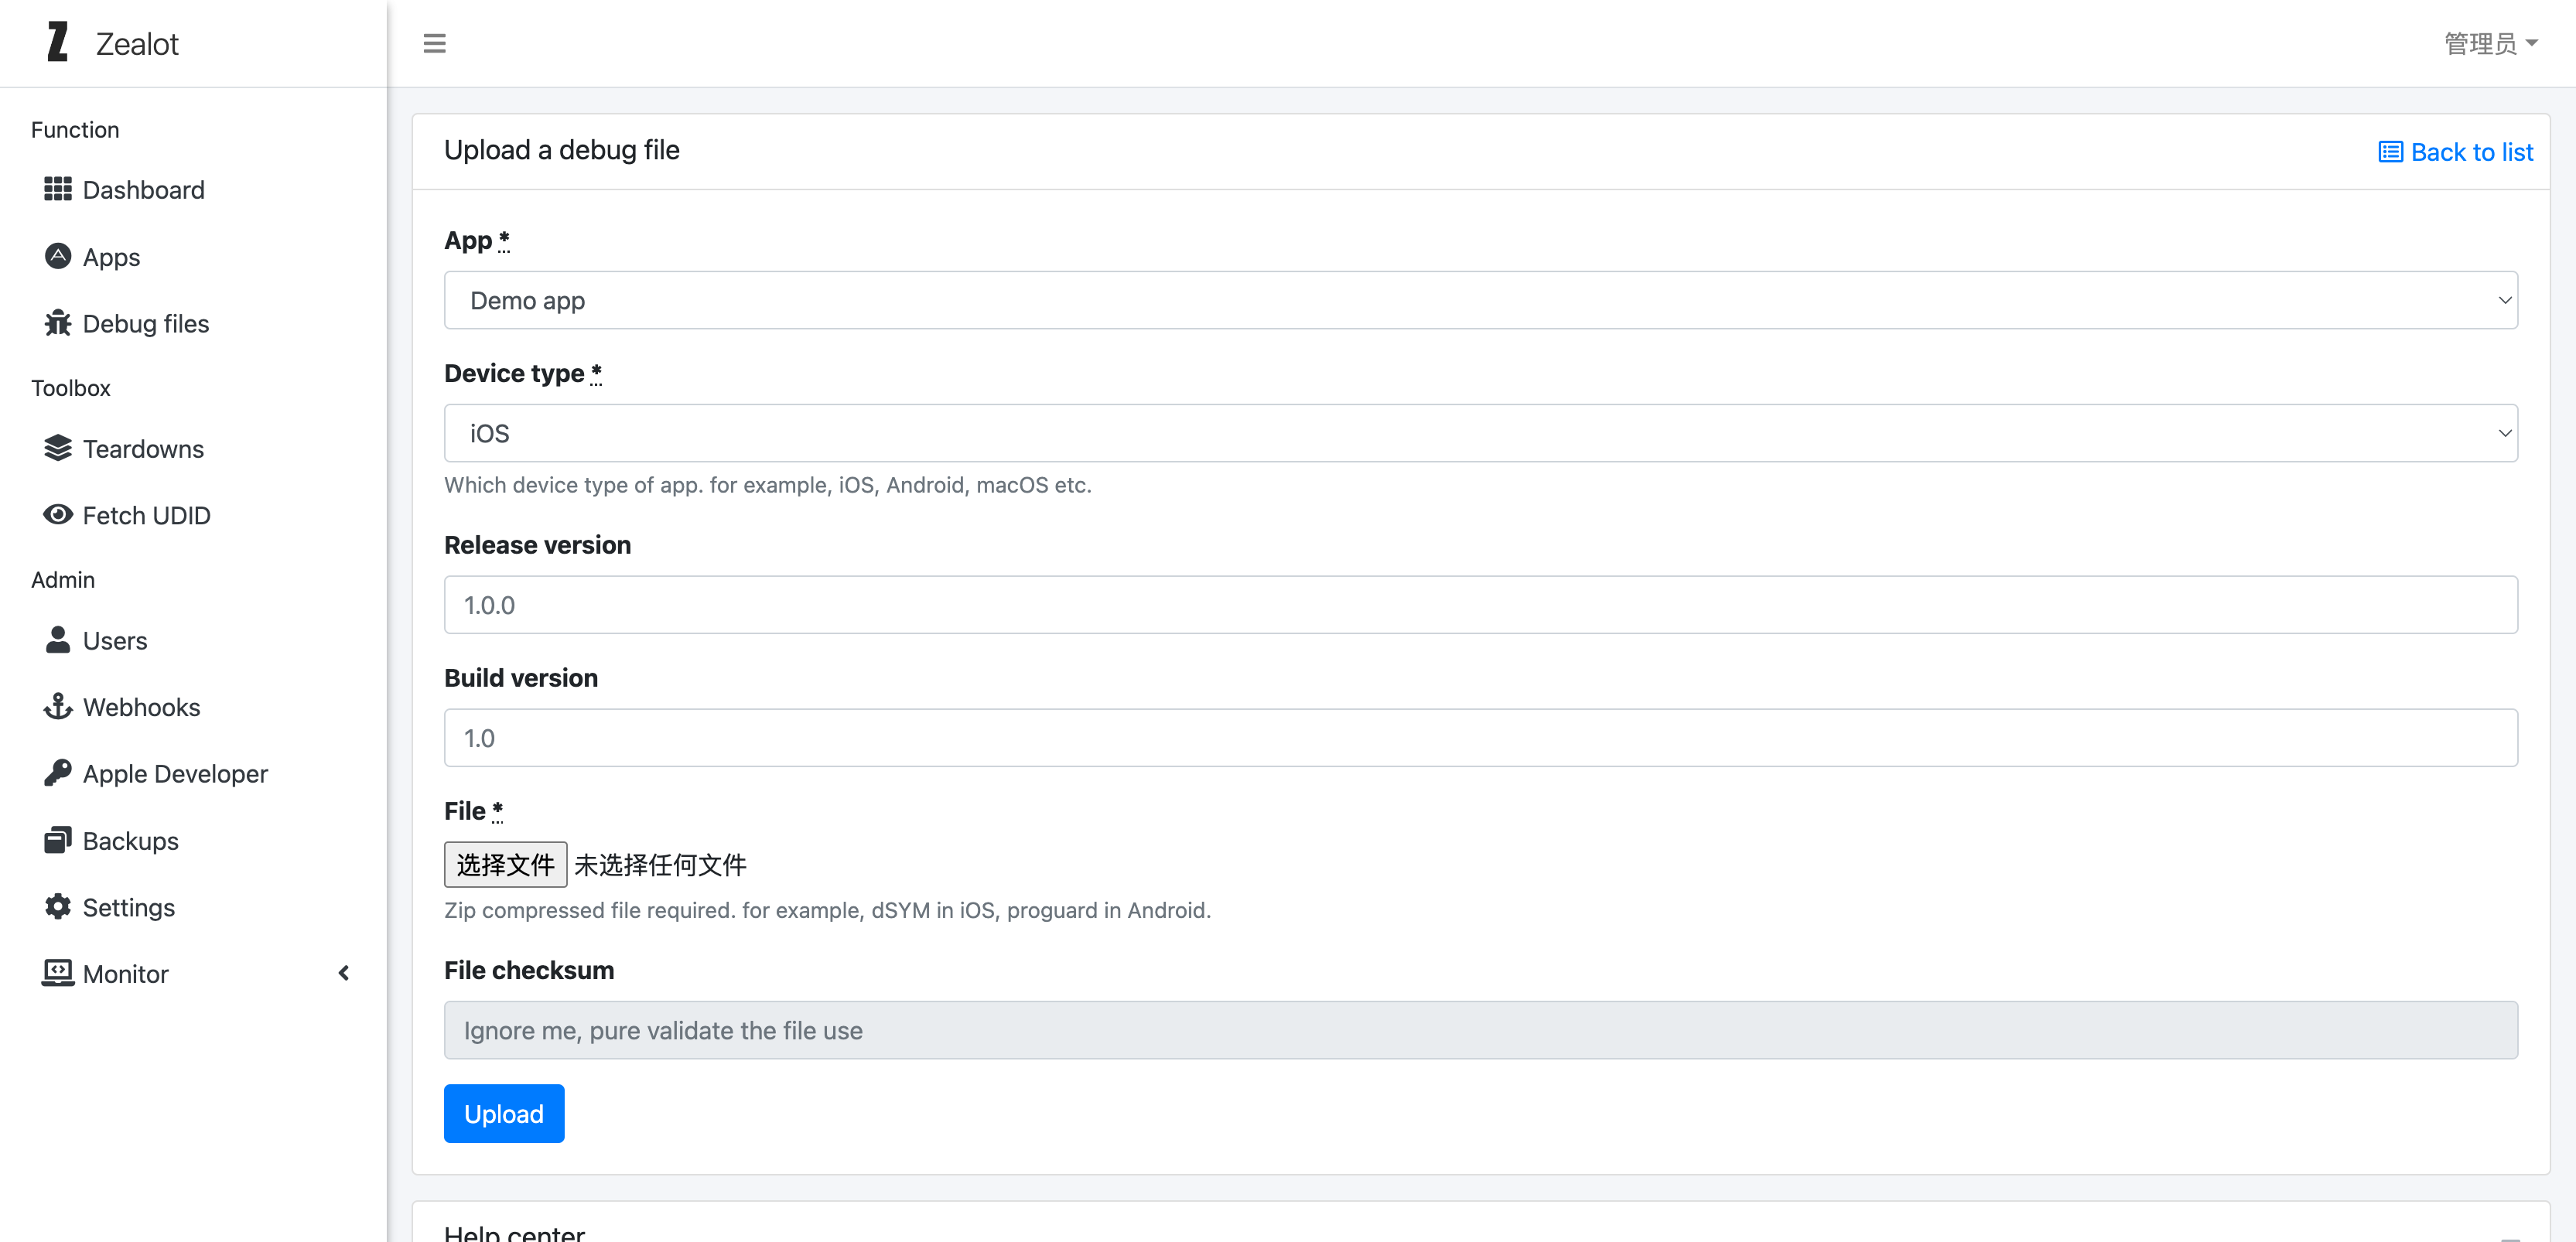 Zealot
管理员
Function
Dashboard
Apps
Debug files
Toolbox
Teardowns
Fetch UDID
Admin
Users
Webhooks
Apple Developer
Backups
Settings
Monitor
Upload a debug file
Back to list
App *
Demo app
Device type *
iOS
Which device type of app. for example, iOS, Android, macOS etc.
Release version
1.0.0
Build version
1.0
File *
选择文件 未选择任何文件
Zip compressed file required. for example, dSYM in iOS, proguard in Android.
File checksum
Ignore me, pure validate the file use
Upload
Help center